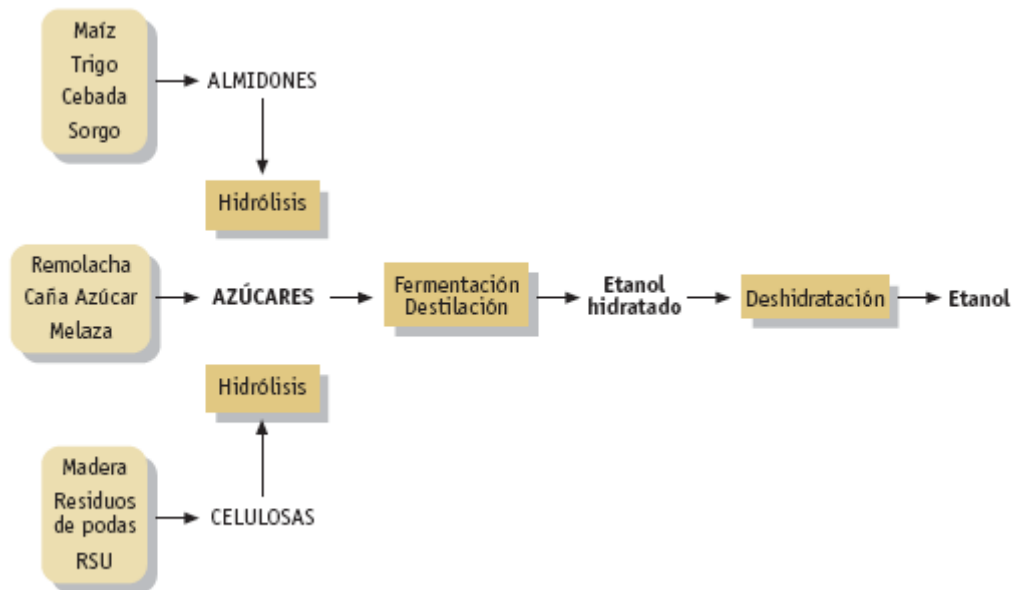 Maíz
Trigo
Cebada
Sorgo
ALMIDONES
Hidrólisis
Remolacha
Caña Azúcar
Melaza
AZÚCARES
Fermentación
Destilación
Etanol
hidratado
Deshidratación
Etanol
Hidrólisis
Madera
Residuos
de podas
RSU
CELULOSAS